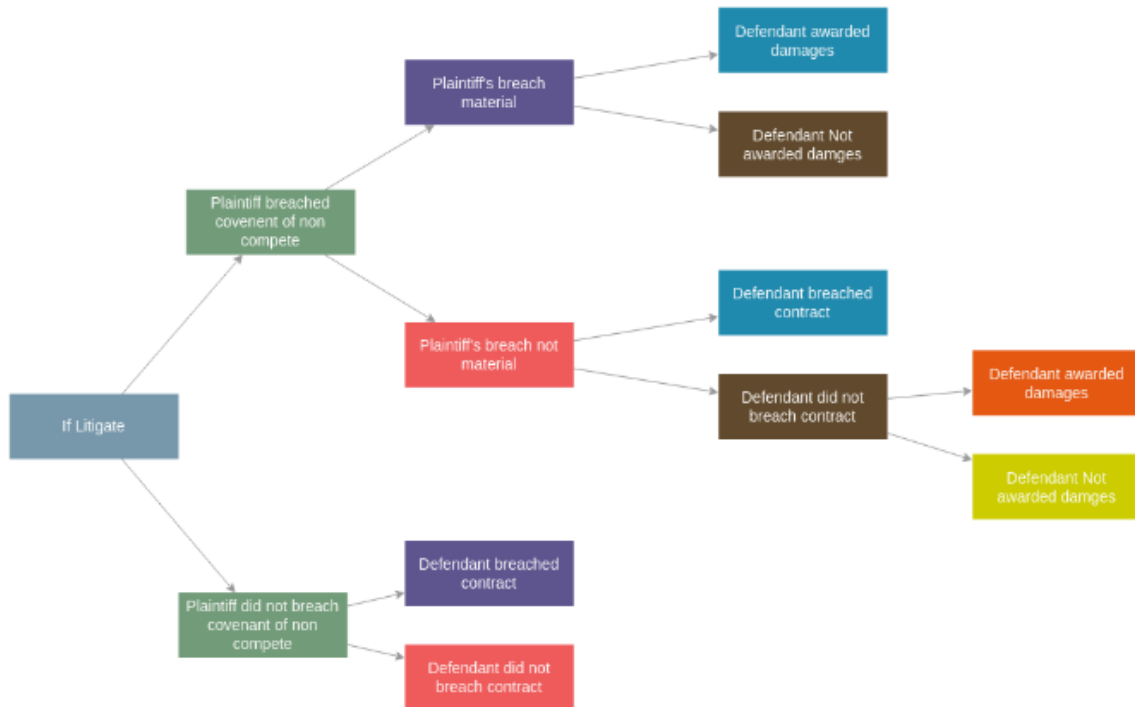 Defendant awarded
damages
Plaintiff's breach
material
Defendant Not
awarded damges
Plaintiff breached
covenent of non
compete
Defendant breached
contract
Plaintiff's breach not
material
Defendant awarded
damages
Defendant did not
breach contract
If Litigate
Defendant Not
awarded damges
Defendant breached
contract
Plaintiff did not breach
covenant of non
compete
Defendant did not
breach contract